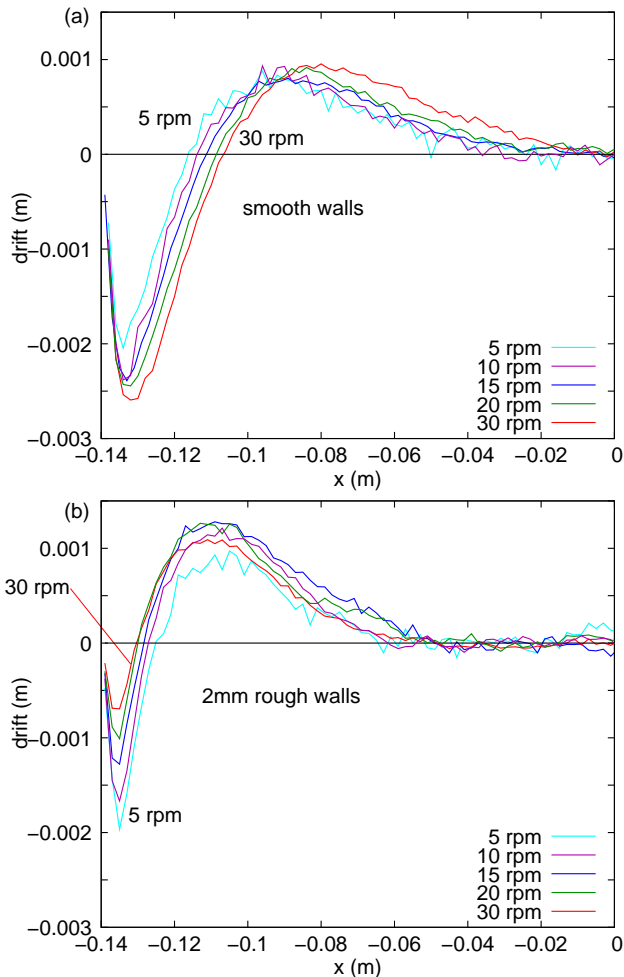 (a)
0.001
0
−0.001
−0.002
−0.003
drift (m)
5 rpm
30 rpm
smooth walls
5 rpm
10 rpm
15 rpm
20 rpm
30 rpm
−0.14 −0.12 −0.1 −0.08 −0.06 −0.04 −0.02 0
x (m)
(b)
0.001
0
−0.001
−0.002
−0.003
drift (m)
30 rpm
2mm rough walls
5 rpm
5 rpm
10 rpm
15 rpm
20 rpm
30 rpm
−0.14 −0.12 −0.1 −0.08 −0.06 −0.04 −0.02 0
x (m)